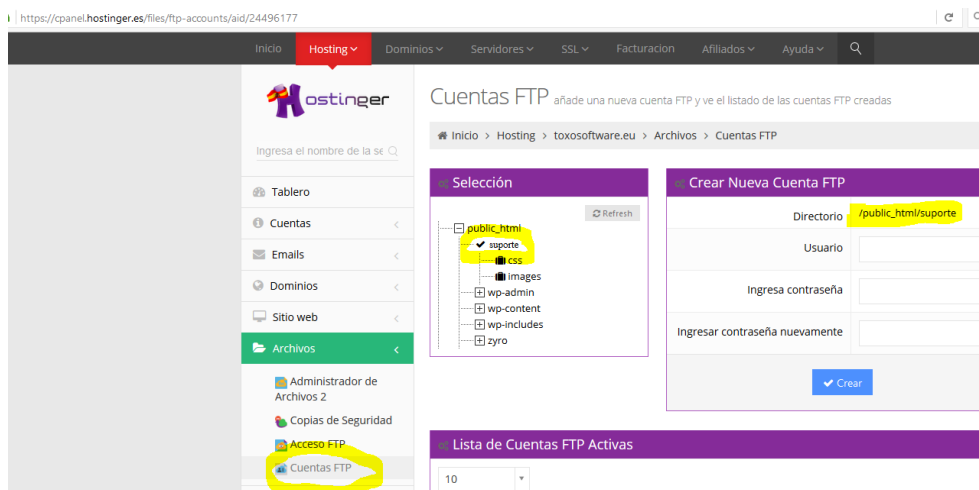 https://cpanel.hostinger.es/files/ftp-accounts/aid/24496177
Inicio Hosting Dominios Servidores SSL Facturacion Afiliados Ayuda
Hostinger
Cuentas FTP añade una nueva cuenta FTP y ve el listado de las cuentas FTP creadas
Inicio > Hosting > toxosoftware.eu > Archivos > Cuentas FTP
Ingresa el nombre de la se
Tablero
Cuentas
Emails
Dominios
Sitio web
Archivos
Administrador de
Archivos 2
Copias de Seguridad
Acceso FTP
Cuentas FTP
Selección
Refresh
public_html
suporte
css
images
wp-admin
wp-content
wp-includes
zyro
Crear Nueva Cuenta FTP
Directorio /public_html/suporte
Usuario
Ingresa contraseña
Ingresar contraseña nuevamente
Crear
Lista de Cuentas FTP Activas
10